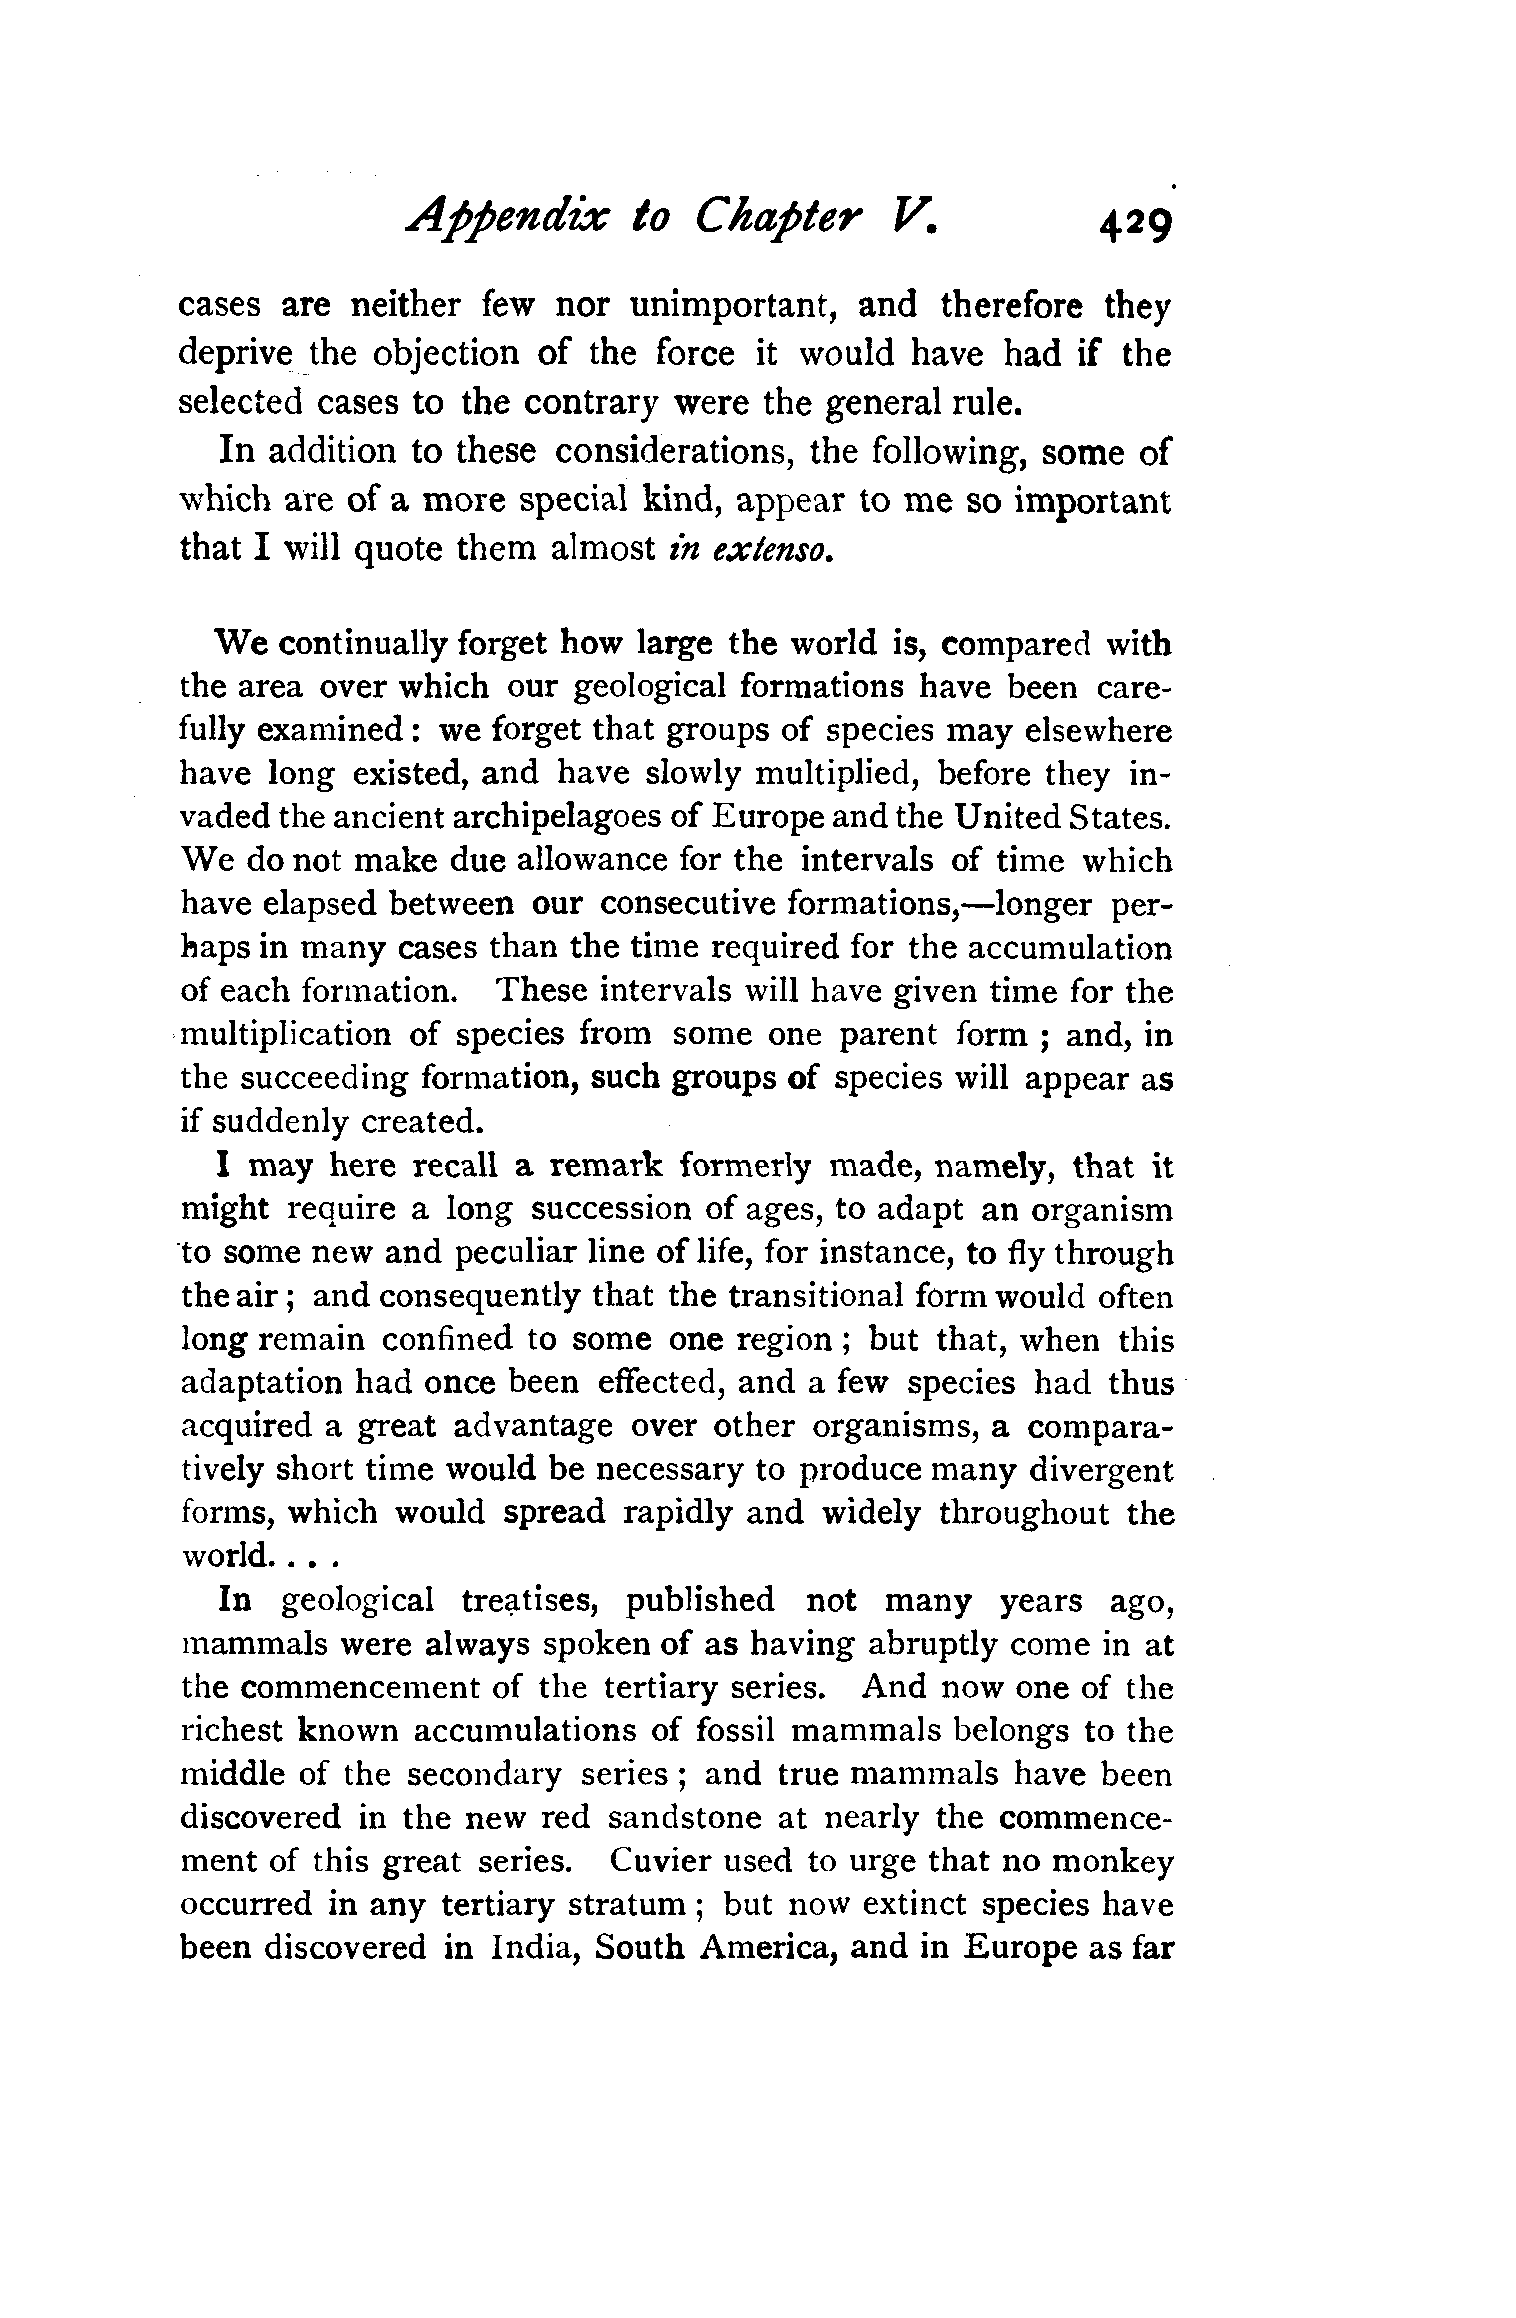 Appendix to Chapter V. 429
cases are neither few nor unimportant, and therefore they
deprive the objection of the force it would have had if the
selected cases to the contrary were the general rule.
In addition to these considerations, the following, some of
which are of a more special kind, appear to me so important
that I will quote them almost in extenso.
We continually forget how large the world is, compared with
the area over which our geological formations have been care-
fully examined : we forget that groups of species may elsewhere
have long existed, and have slowly multiplied, before they in-
vaded the ancient archipelagoes of Europe and the United States.
We do not make due allowance for the intervals of time which
have elapsed between our consecutive formations,—longer per-
haps in many cases than the time required for the accumulation
of each formation. These intervals will have given time for the
multiplication of species from some one parent form ; and, in
the succeeding formation, such groups of species will appear as
if suddenly created.
I may here recall a remark formerly made, namely, that it
might require a long succession of ages, to adapt an organism
to some new and peculiar line of life, for instance, to fly through
the air ; and consequently that the transitional form would often
long remain confined to some one region ; but that, when this
adaptation had once been effected, and a few species had thus
acquired a great advantage over other organisms, a compara-
tively short time would be necessary to produce many divergent
forms, which would spread rapidly and widely throughout the
world. . . .
In geological treatises, published not many years ago,
mammals were always spoken of as having abruptly come in at
the commencement of the tertiary series. And now one of the
richest known accumulations of fossil mammals belongs to the
middle of the secondary series ; and true mammals have been
discovered in the new red sandstone at nearly the commence-
ment of this great series. Cuvier used to urge that no monkey
occurred in any tertiary stratum ; but now extinct species have
been discovered in India, South America, and in Europe as far